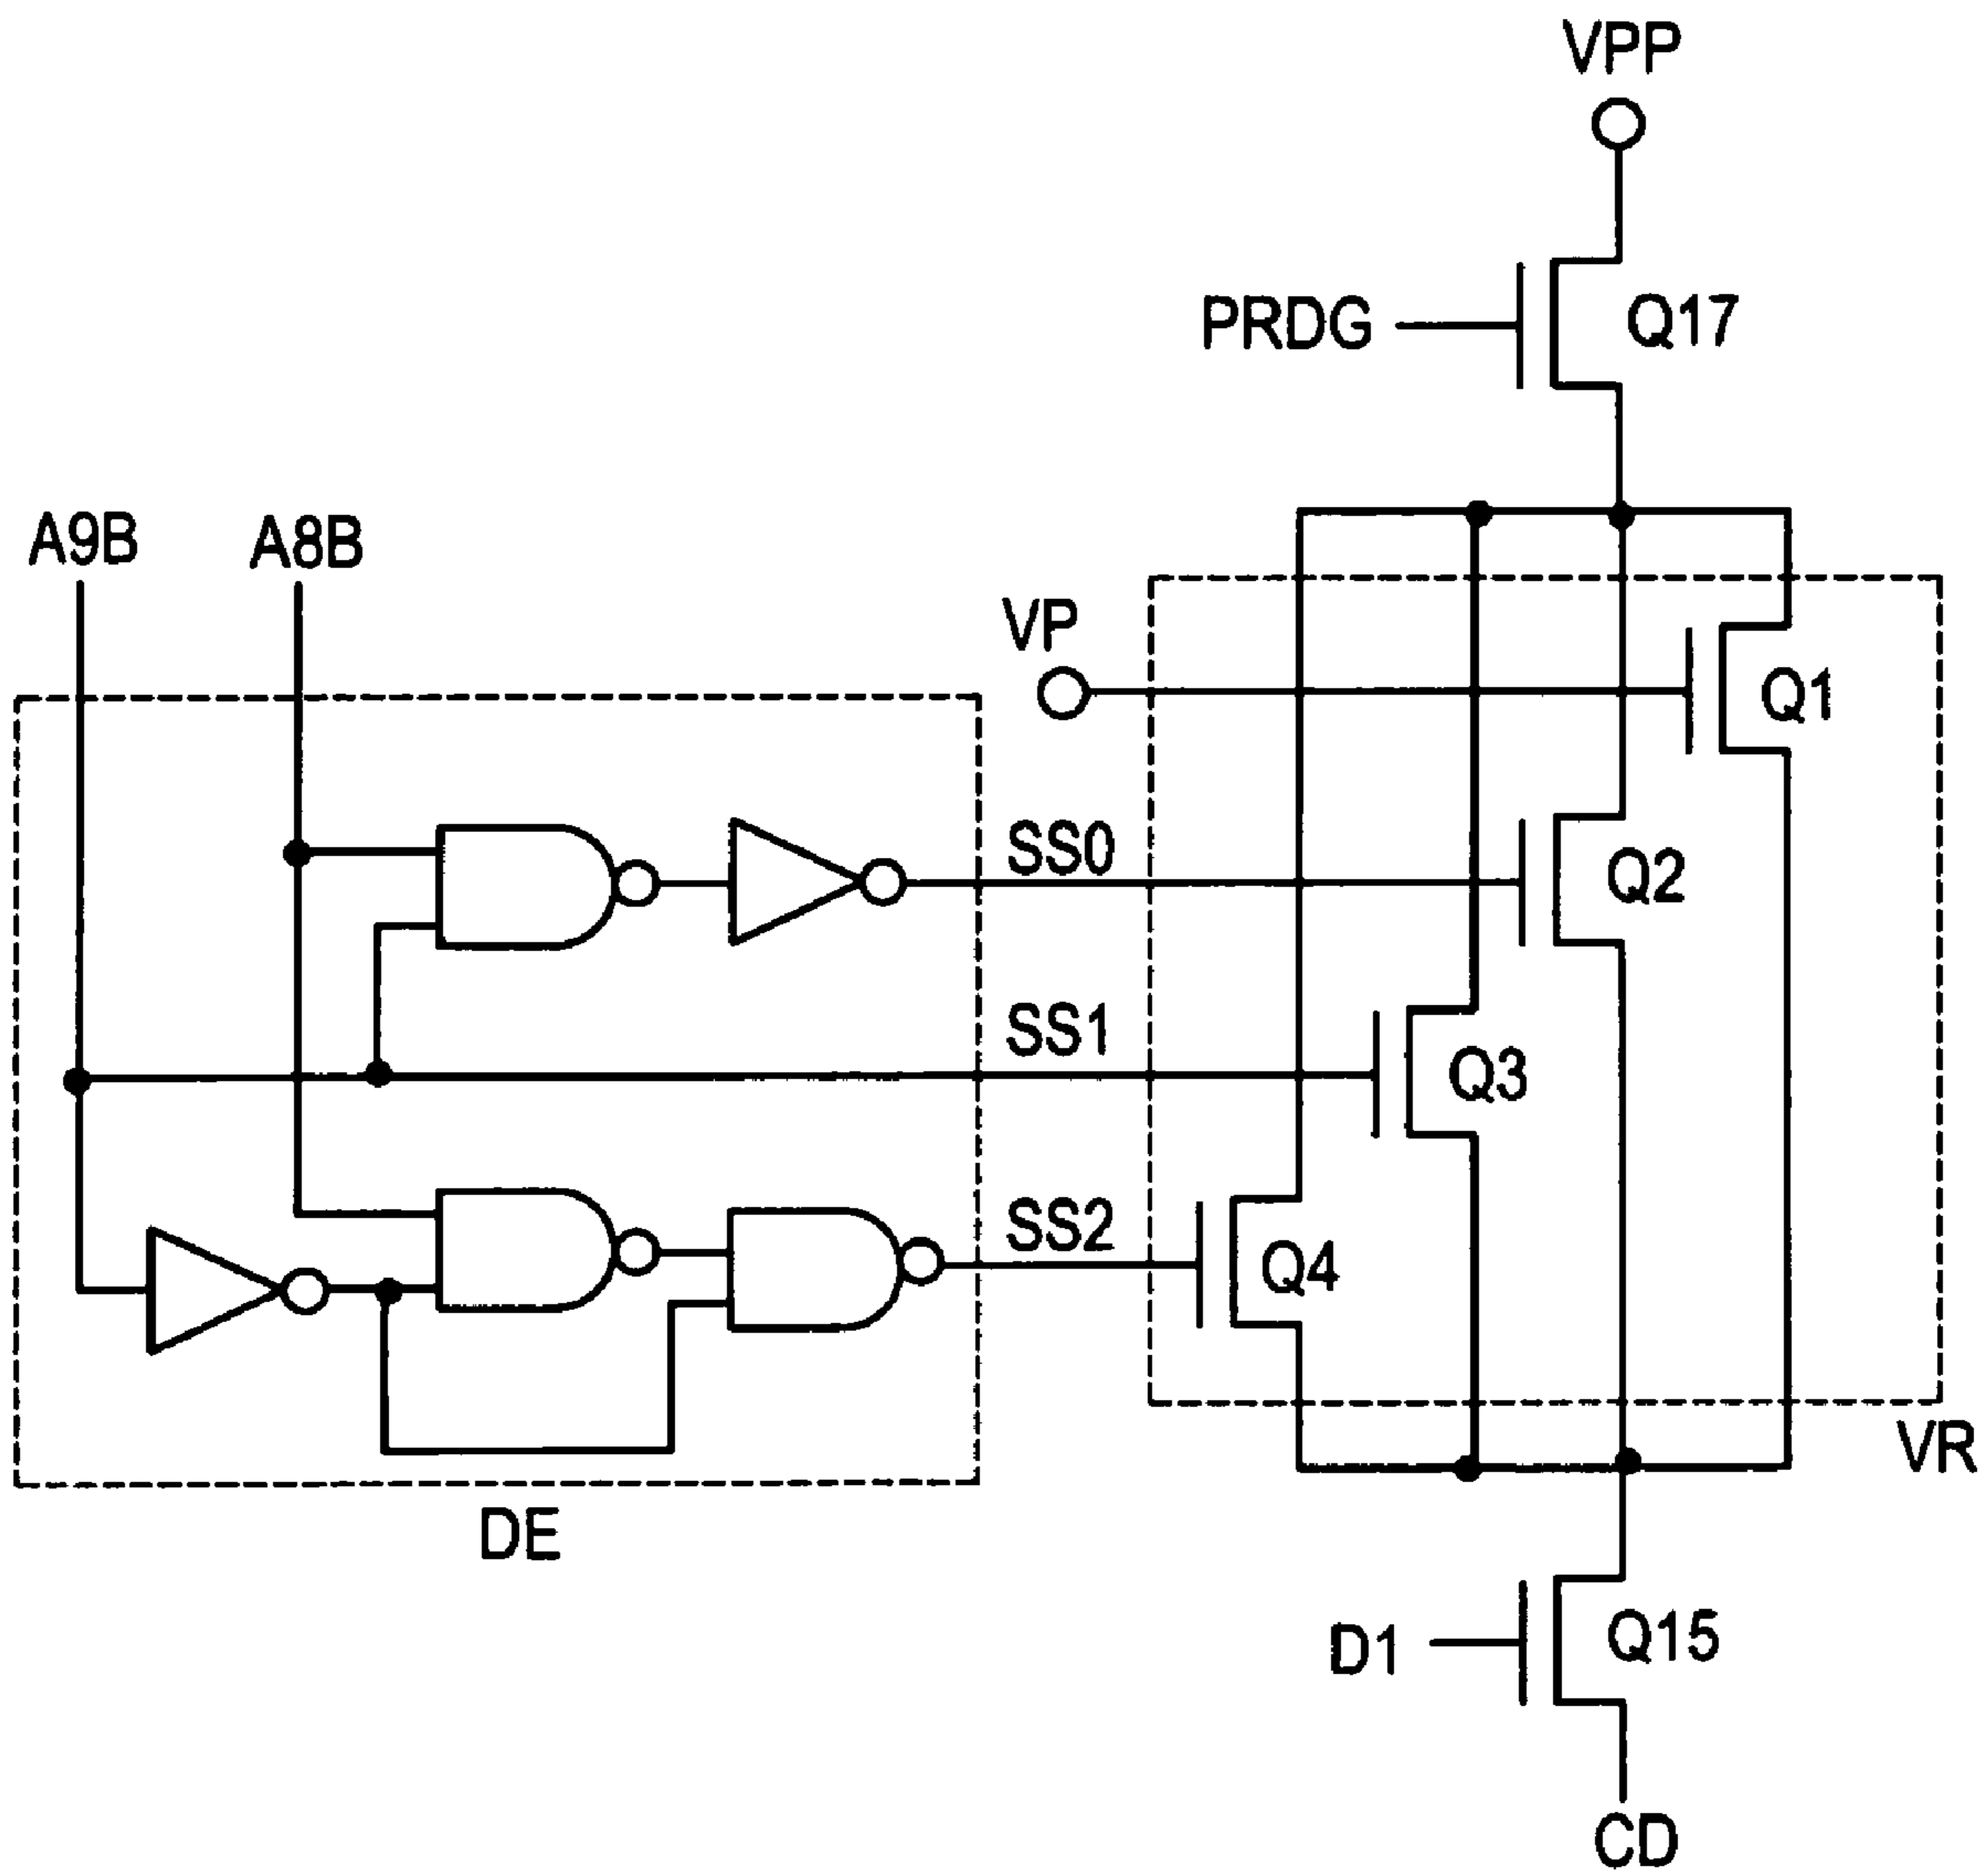 VPP
PRDG
Q17
A9B
A8B
VP
Q1
SS0
Q2
SS1
Q3
SS2
Q4
VR
DE
D1
Q15
CD